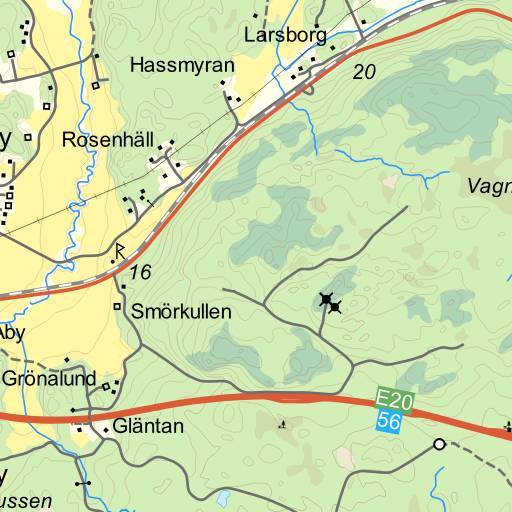 Larsborg
Hassmyran
20
Rosenhäll
Vagn
16
Smörkullen
Åby
Grönalund
E20
56
Gläntan
ussen